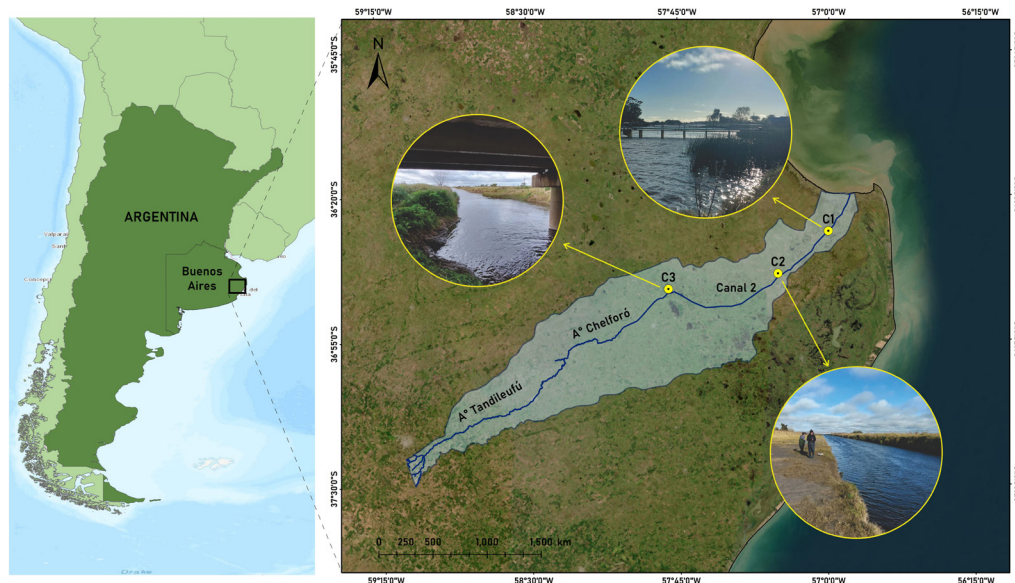 ARGENTINA
Buenos
Aires
59°15'0"W
58°30'0"W
57°45'0"W
57°0'0"W
56°15'0"W
35°45'0"S
36°20'0"S
36°55'0"S
37°30'0"S
N
C1
C2
C3
Canal 2
A° Chelforó
A° Tandileufú
0 250 500 1,000 1,500 km
59°15'0"W
58°30'0"W
57°45'0"W
57°0'0"W
56°15'0"W